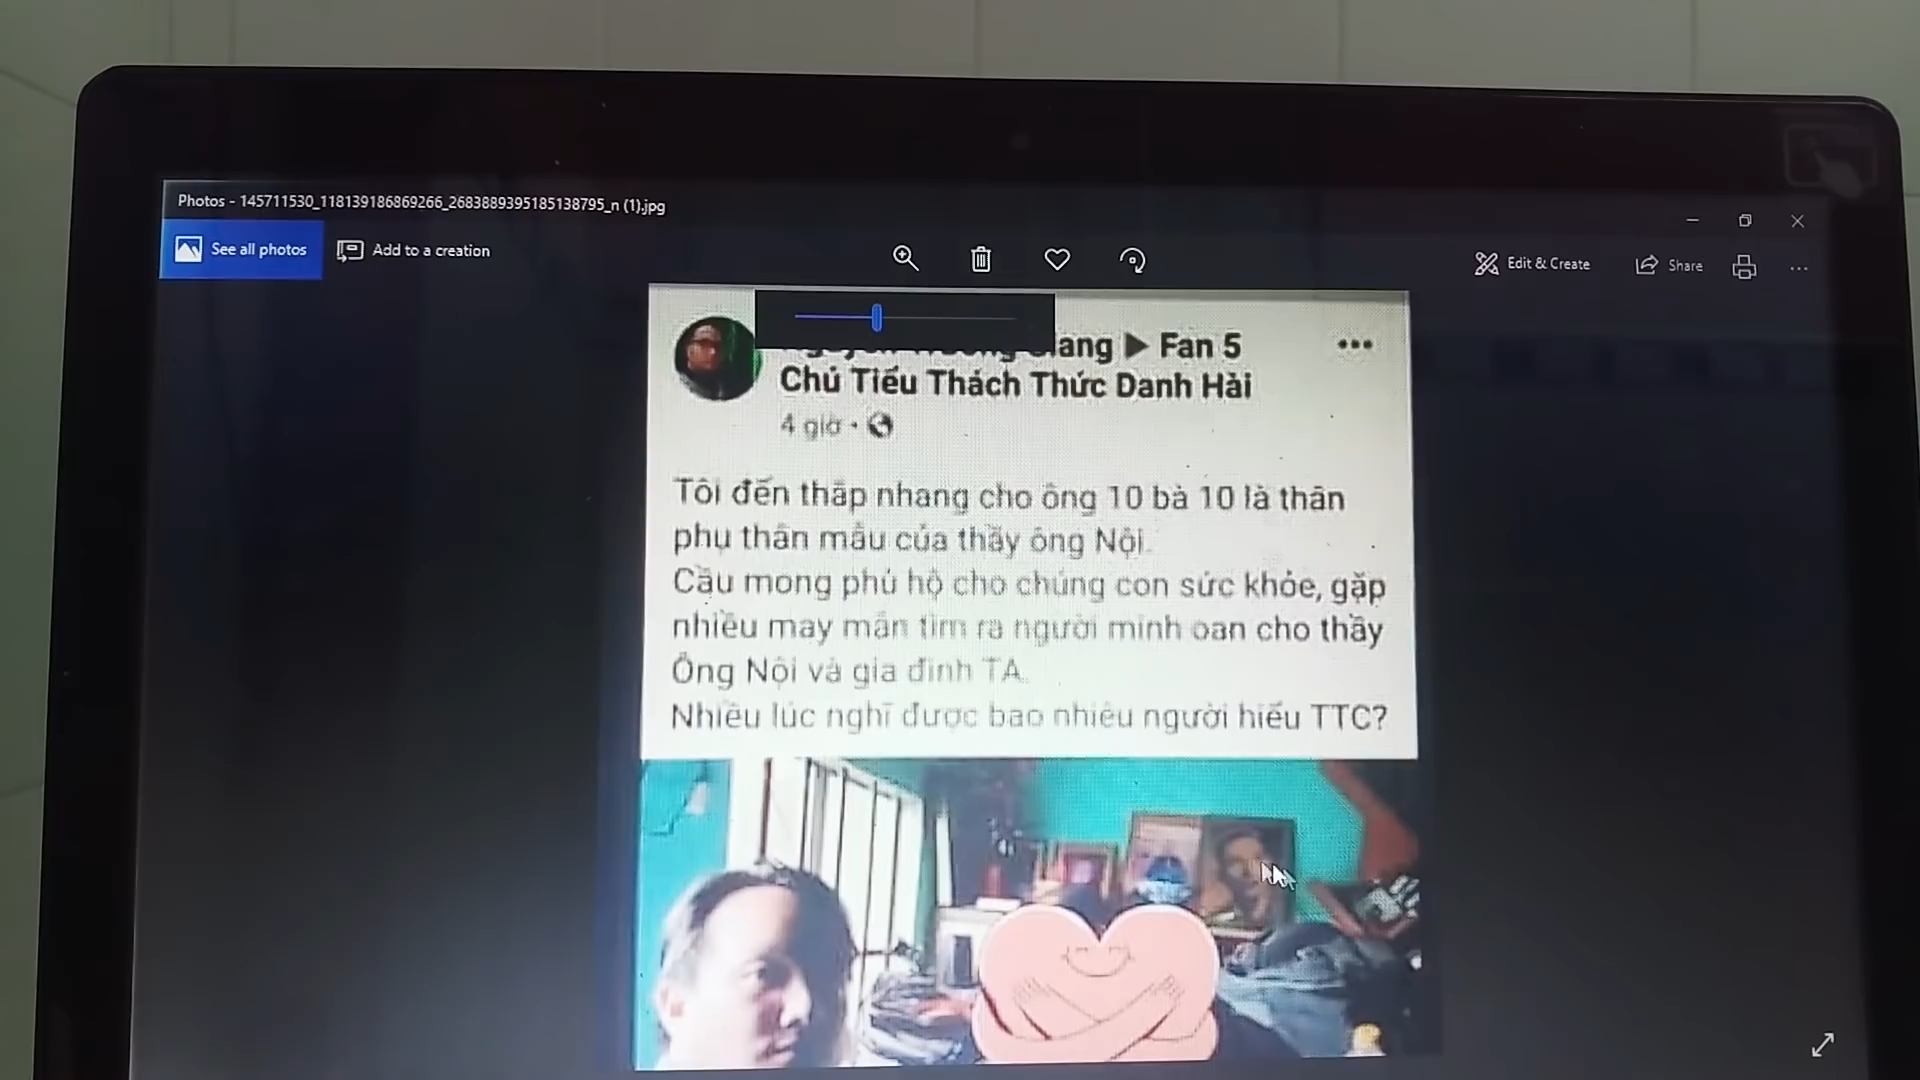 Photos - 145711530_118139186869266_2683889395185138795_n (1).jpg
See all photos
Add to a creation
Edit & Create
Share
ang ▶ Fan 5
Chú Tiểu Thách Thức Danh Hài
4 giờ
Tôi đến thắp nhang cho ông 10 bà 10 là thân
phụ thân mẫu của thầy ông Nội.
Cầu mong phù hộ cho chúng con sức khỏe, gặp
nhiều may mắn tìm ra người minh oan cho thầy
Ông Nội và gia đình TA.
Nhiều lúc nghĩ được bao nhiêu người hiểu TTC?